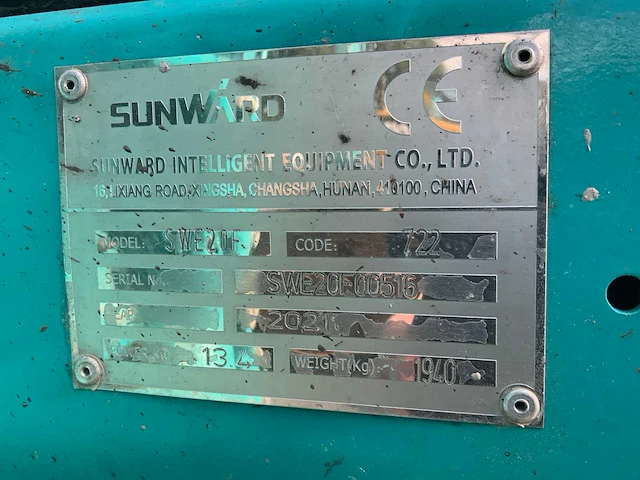 SUNWARD CE
SUNWARD INTELLIGENT EQUIPMENT CO., LTD.
16,LIXIANG ROAD,XINGSHA,CHANGSHA,HUNAN,410100,CHINA
MODEL: SWE20F CODE: 722
SERIAL N SWE20F00516
2021
13.4 WEIGHT(Kg): 1940